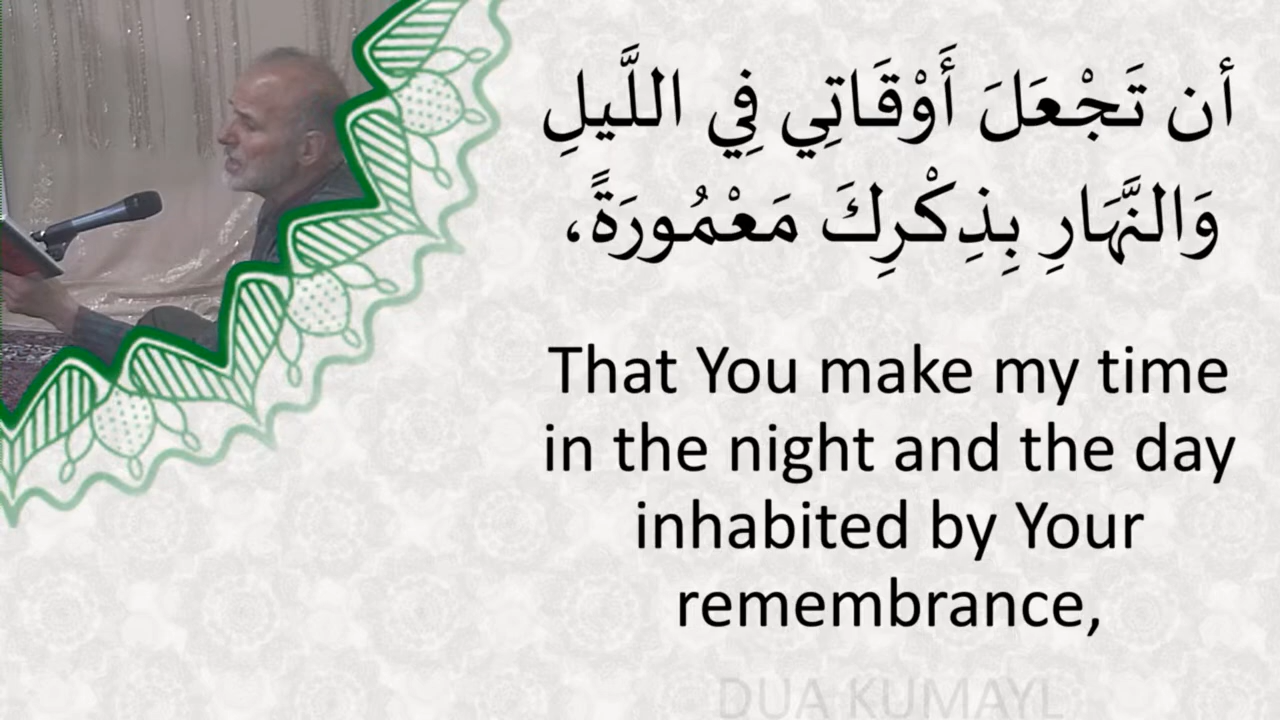 أن تَجْعَلَ أَوْقَاتِي فِي اللَّيلِ
وَالنَّهَارِ بِذِكْرِكَ مَعْمُورَةً،
That You make my time
in the night and the day
inhabited by Your
remembrance,
DUA KUMAYL